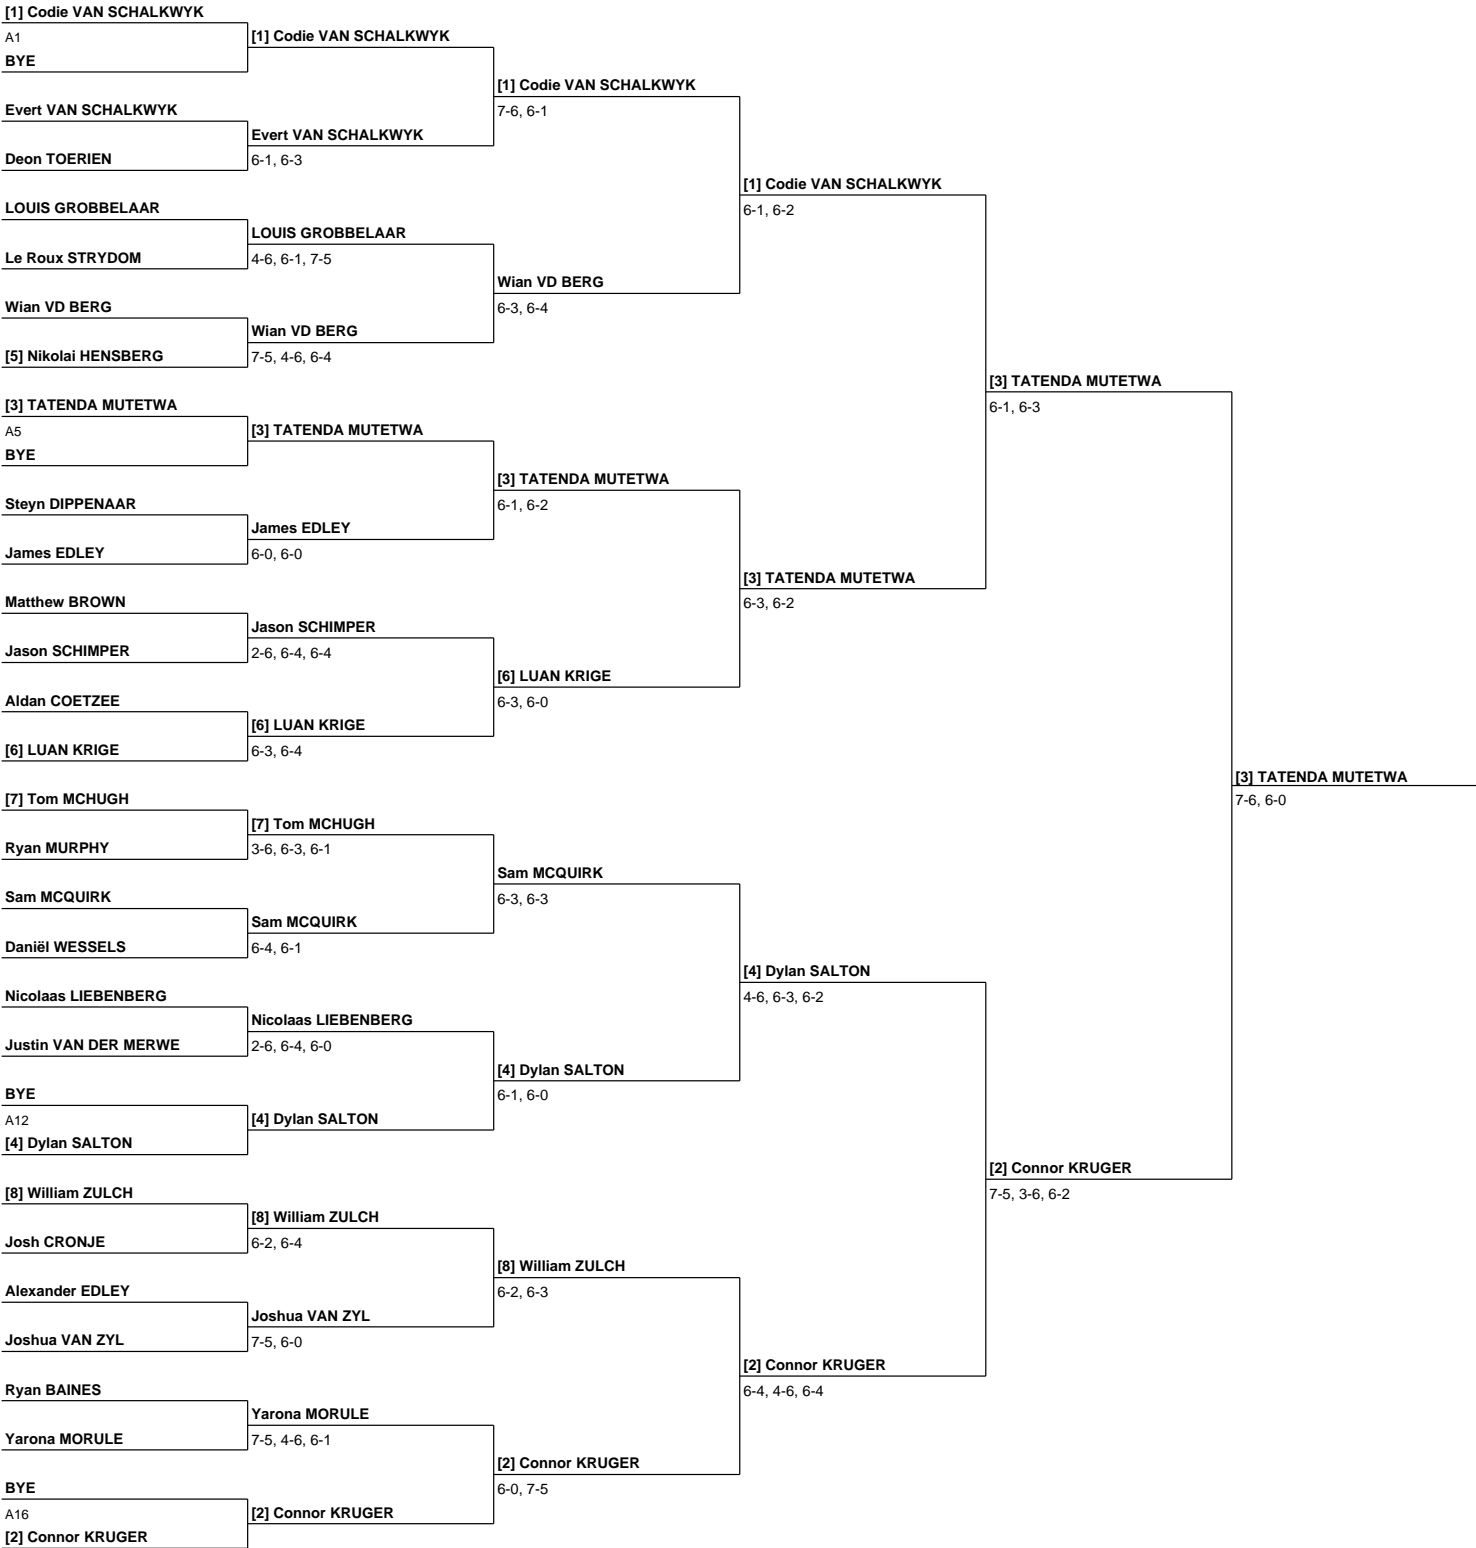 [1] Codie VAN SCHALKWYK
A1
BYE
Evert VAN SCHALKWYK
Deon TOERIEN
LOUIS GROBBELAAR
Le Roux STRYDOM
Wian VD BERG
[5] Nikolai HENSBERG
[3] TATENDA MUTETWA
A5
BYE
Steyn DIPPENAAR
James EDLEY
Matthew BROWN
Jason SCHIMPER
Aldan COETZEE
[6] LUAN KRIGE
[7] Tom MCHUGH
Ryan MURPHY
Sam MCQUIRK
Daniël WESSELS
Nicolaas LIEBENBERG
Justin VAN DER MERWE
BYE
A12
[4] Dylan SALTON
[8] William ZULCH
Josh CRONJE
Alexander EDLEY
Joshua VAN ZYL
Ryan BAINES
Yarona MORULE
BYE
A16
[2] Connor KRUGER
[1] Codie VAN SCHALKWYK
Evert VAN SCHALKWYK
6-1, 6-3
LOUIS GROBBELAAR
4-6, 6-1, 7-5
Wian VD BERG
7-5, 4-6, 6-4
[3] TATENDA MUTETWA
James EDLEY
6-0, 6-0
Jason SCHIMPER
2-6, 6-4, 6-4
[6] LUAN KRIGE
6-3, 6-4
[7] Tom MCHUGH
3-6, 6-3, 6-1
Sam MCQUIRK
6-4, 6-1
Nicolaas LIEBENBERG
2-6, 6-4, 6-0
[4] Dylan SALTON
[8] William ZULCH
6-2, 6-4
Joshua VAN ZYL
7-5, 6-0
Yarona MORULE
7-5, 4-6, 6-1
[2] Connor KRUGER
[1] Codie VAN SCHALKWYK
7-6, 6-1
Wian VD BERG
6-3, 6-4
[3] TATENDA MUTETWA
6-1, 6-2
[6] LUAN KRIGE
6-3, 6-0
Sam MCQUIRK
6-3, 6-3
[4] Dylan SALTON
6-1, 6-0
[8] William ZULCH
6-2, 6-3
[2] Connor KRUGER
6-0, 7-5
[1] Codie VAN SCHALKWYK
6-1, 6-2
[3] TATENDA MUTETWA
6-3, 6-2
[4] Dylan SALTON
4-6, 6-3, 6-2
[2] Connor KRUGER
6-4, 4-6, 6-4
[3] TATENDA MUTETWA
6-1, 6-3
[2] Connor KRUGER
7-5, 3-6, 6-2
[3] TATENDA MUTETWA
7-6, 6-0